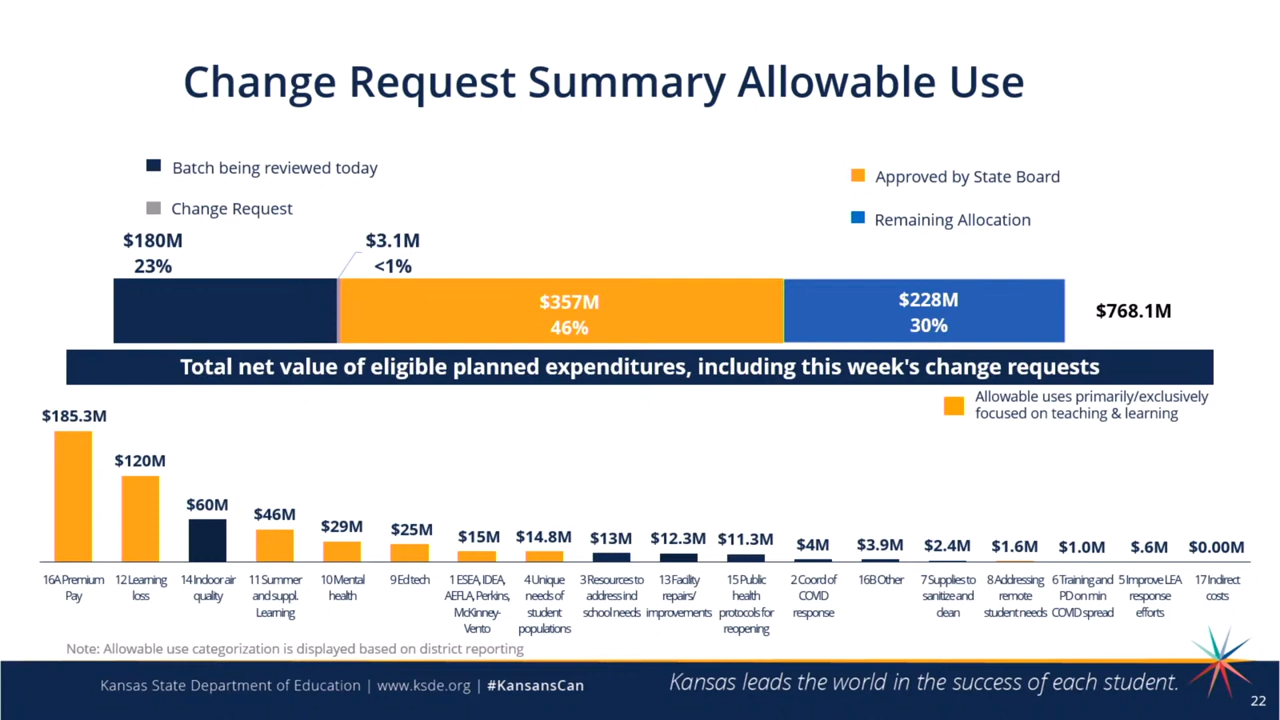 Change Request Summary Allowable Use
Batch being reviewed today
Change Request
Approved by State Board
Remaining Allocation
$180M
23%
$3.1M
<1%
$357M
46%
$228M
30%
$768.1M
Total net value of eligible planned expenditures, including this week's change requests
Allowable uses primarily/exclusively
focused on teaching & learning
$185.3M
$120M
$60M
$46M
$29M
$25M
$15M
$14.8M
$13M
$12.3M
$11.3M
$4M
$3.9M
$2.4M
$1.6M
$1.0M
$.6M
$0.00M
16A Premium
Pay
12 Learning
loss
14 Indoor air
quality
11 Summer
and suppl.
Learning
10 Mental
health
9 Ed tech
1 ESEA, IDEA,
AEFLA, Perkins,
McKinney-
Vento
4 Unique
needs of
student
populations
3 Resources to
address ind
school needs
13 Facility
repairs/
improvements
15 Public
health
protocols for
reopening
2 Coord of
COVID
response
16B Other
7 Supplies to
sanitize and
clean
8 Addressing
remote
student needs
6 Training and
PD on min
COVID spread
5 Improve LEA
response
efforts
17 Indirect
costs
Note: Allowable use categorization is displayed based on district reporting
Kansas State Department of Education | www.ksde.org | #KansansCan
Kansas leads the world in the success of each student.
22